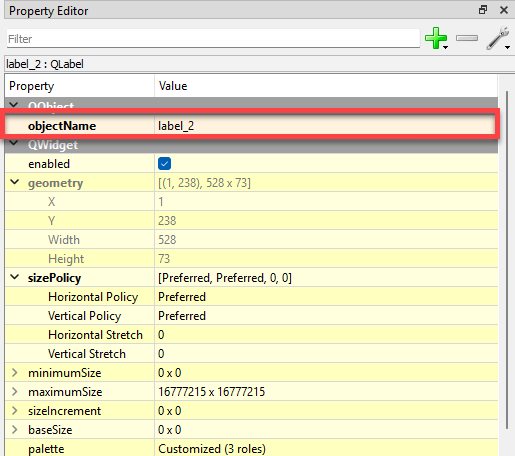 Property Editor
Filter
label_2 : QLabel
Property Value
QObject
objectName label_2
QWidget
enabled
geometry [(1, 238), 528 x 73]
X 1
Y 238
Width 528
Height 73
sizePolicy [Preferred, Preferred, 0, 0]
Horizontal Policy Preferred
Vertical Policy Preferred
Horizontal Stretch 0
Vertical Stretch 0
minimumSize 0 x 0
maximumSize 16777215 x 16777215
sizeIncrement 0 x 0
baseSize 0 x 0
palette Customized (3 roles)